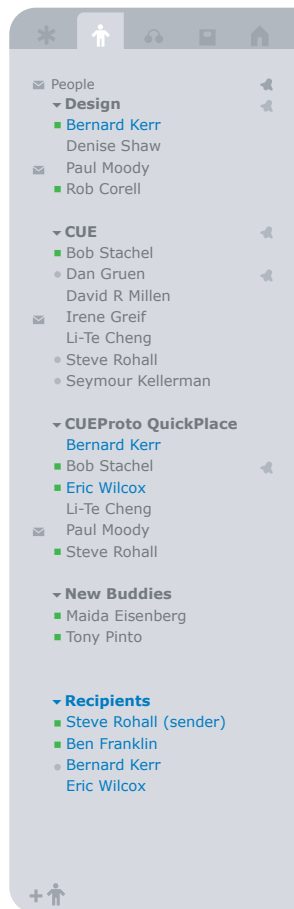 People
Design
Bernard Kerr
Denise Shaw
Paul Moody
Rob Corell
CUE
Bob Stachel
Dan Gruen
David R Millen
Irene Greif
Li-Te Cheng
Steve Rohall
Seymour Kellerman
CUEProto QuickPlace
Bernard Kerr
Bob Stachel
Eric Wilcox
Li-Te Cheng
Paul Moody
Steve Rohall
New Buddies
Maida Eisenberg
Tony Pinto
Recipients
Steve Rohall (sender)
Ben Franklin
Bernard Kerr
Eric Wilcox